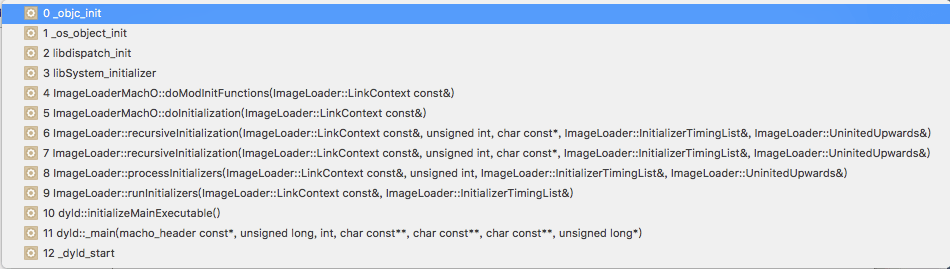 0 _objc_init
1 _os_object_init
2 libdispatch_init
3 libSystem_initializer
4 ImageLoaderMachO::doModInitFunctions(ImageLoader::LinkContext const&)
5 ImageLoaderMachO::doInitialization(ImageLoader::LinkContext const&)
6 ImageLoader::recursiveInitialization(ImageLoader::LinkContext const&, unsigned int, char const*, ImageLoader::InitializerTimingList&, ImageLoader::UninitedUpwards&)
7 ImageLoader::recursiveInitialization(ImageLoader::LinkContext const&, unsigned int, char const*, ImageLoader::InitializerTimingList&, ImageLoader::UninitedUpwards&)
8 ImageLoader::processInitializers(ImageLoader::LinkContext const&, unsigned int, ImageLoader::InitializerTimingList&, ImageLoader::UninitedUpwards&)
9 ImageLoader::runInitializers(ImageLoader::LinkContext const&, ImageLoader::InitializerTimingList&)
10 dyld::initializeMainExecutable()
11 dyld::_main(macho_header const*, unsigned long, int, char const**, char const**, char const**, unsigned long*)
12 _dyld_start